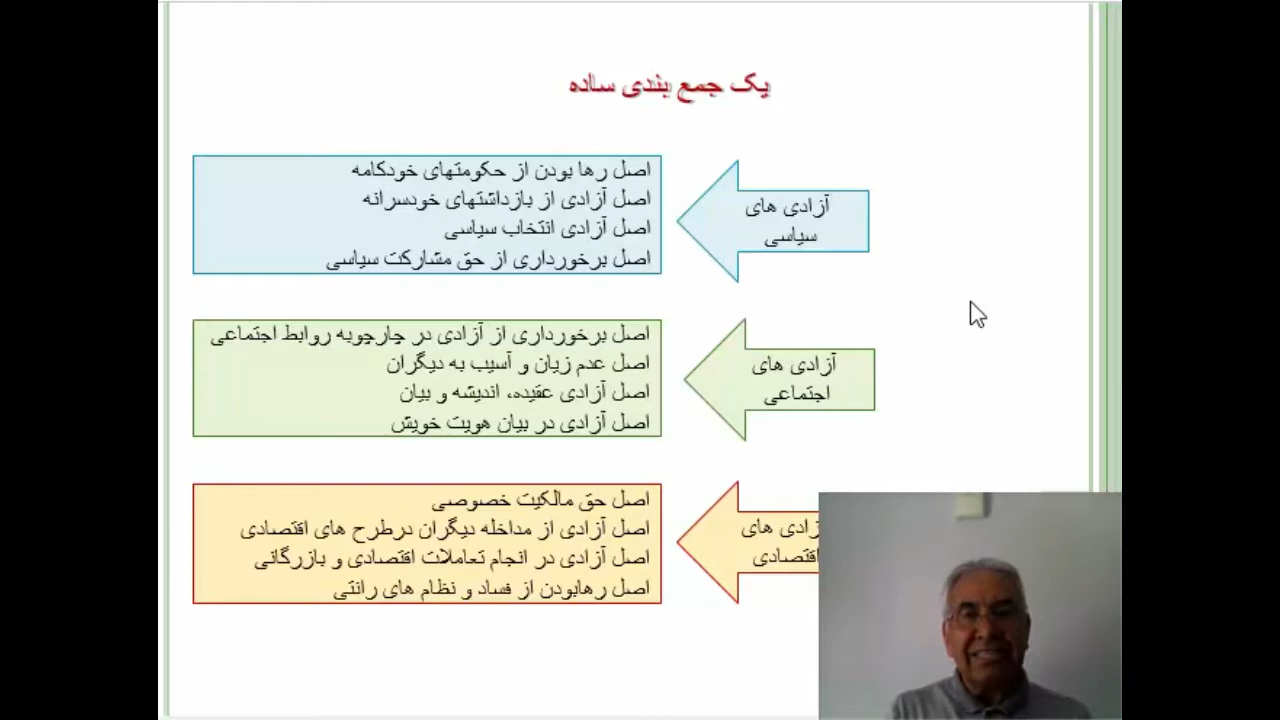 یک جمع بندی ساده
آزادی های
سیاسی
اصل رها بودن از حکومتهای خودکامه
اصل آزادی از بازداشتهای خودسرانه
اصل آزادی انتخاب سیاسی
اصل برخورداری از حق مشارکت سیاسی
آزادی های
اجتماعی
اصل برخورداری از آزادی در چارچوبه روابط اجتماعی
اصل عدم زیان و آسیب به دیگران
اصل آزادی عقیده، اندیشه و بیان
اصل آزادی در بیان هویت خویش
زادی های
قتصادی
اصل حق مالکیت خصوصی
اصل آزادی از مداخله دیگران درطرح های اقتصادی
اصل آزادی در انجام تعاملات اقتصادی و بازرگانی
اصل رهابودن از فساد و نظام های رانتی